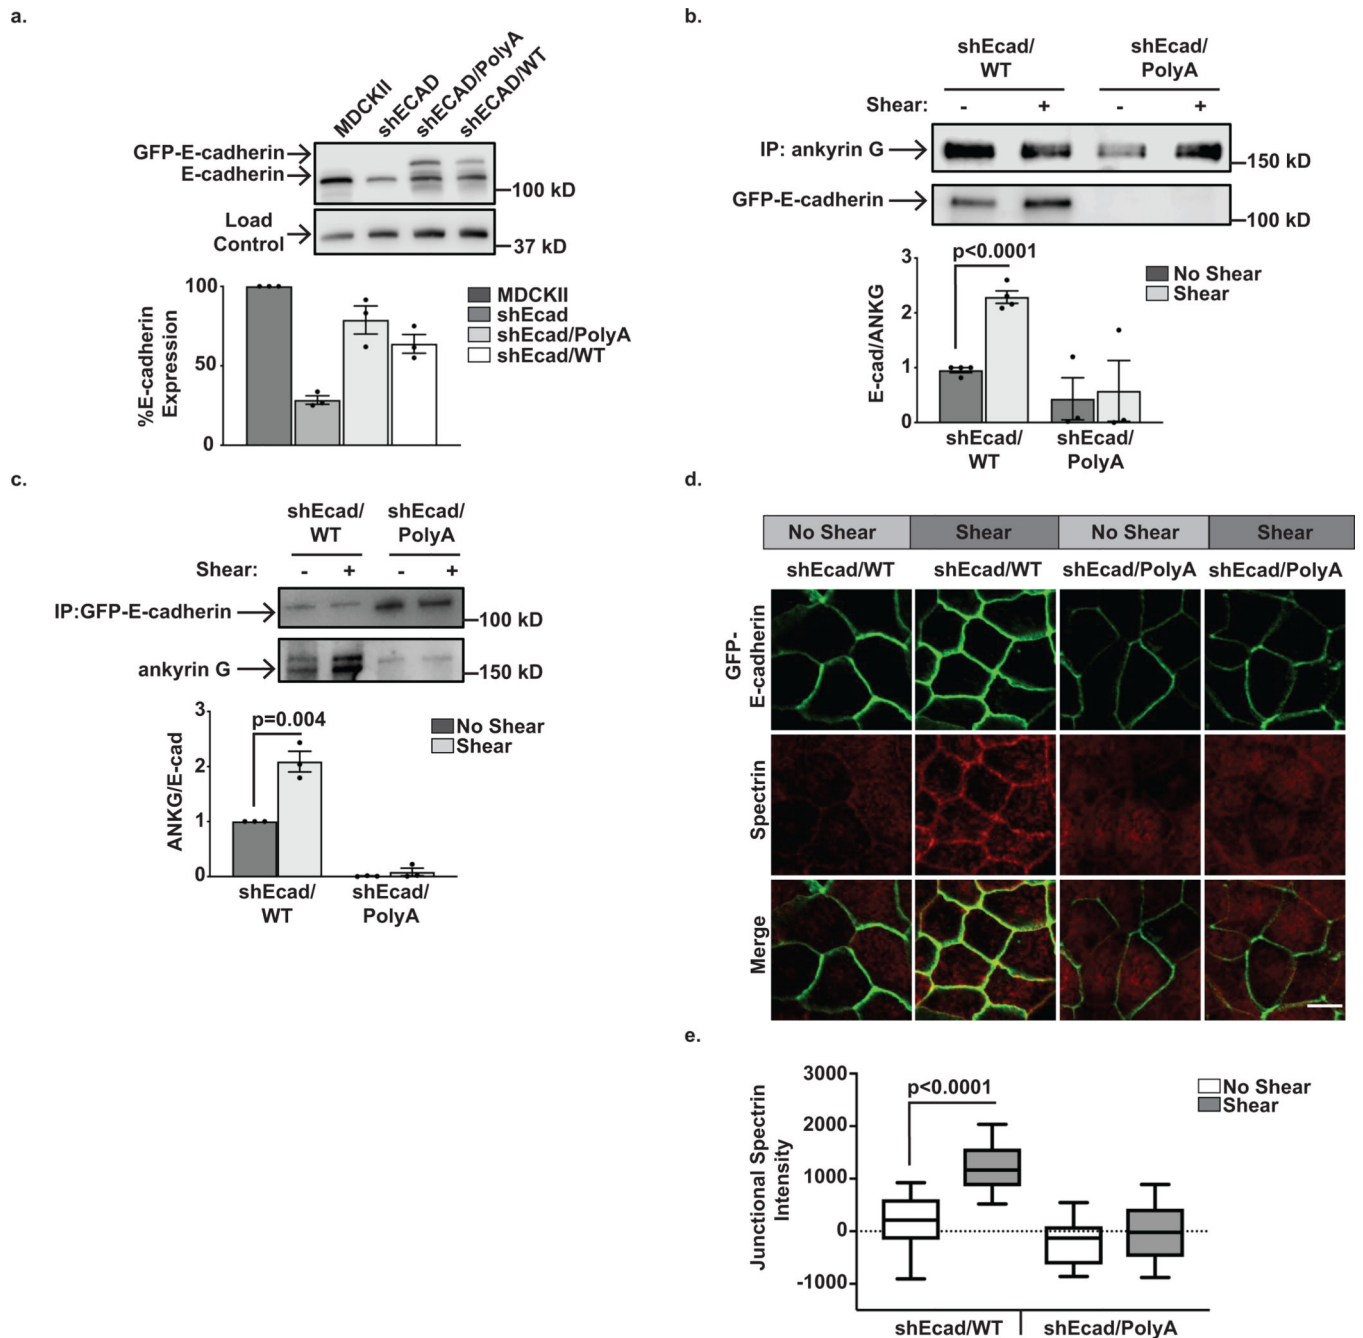 a.
MDCKII
shECAD
shECAD/PolyA
shECAD/WT
GFP-E-cadherin
E-cadherin
100 kD
Load
Control
37 kD
100
50
0
%E-cadherin
Expression
MDCKII
shEcad
shEcad/PolyA
shEcad/WT
b.
shEcad/
WT
shEcad/
PolyA
Shear:
-
+
-
+
IP: ankyrin G
150 kD
GFP-E-cadherin
100 kD
p<0.0001
No Shear
Shear
3
2
1
0
E-cad/ANKG
shEcad/
WT
shEcad/
PolyA
c.
shEcad/
WT
shEcad/
PolyA
Shear:
-
+
-
+
IP:GFP-E-cadherin
100 kD
ankyrin G
150 kD
p=0.004
No Shear
Shear
3
2
1
0
ANKG/E-cad
shEcad/
WT
shEcad/
PolyA
d.
No Shear
Shear
No Shear
Shear
shEcad/WT
shEcad/WT
shEcad/PolyA
shEcad/PolyA
GFP-
E-cadherin
Spectrin
Merge
e.
3000
2000
1000
0
-1000
Junctional Spectrin
Intensity
p<0.0001
No Shear
Shear
shEcad/WT
shEcad/PolyA